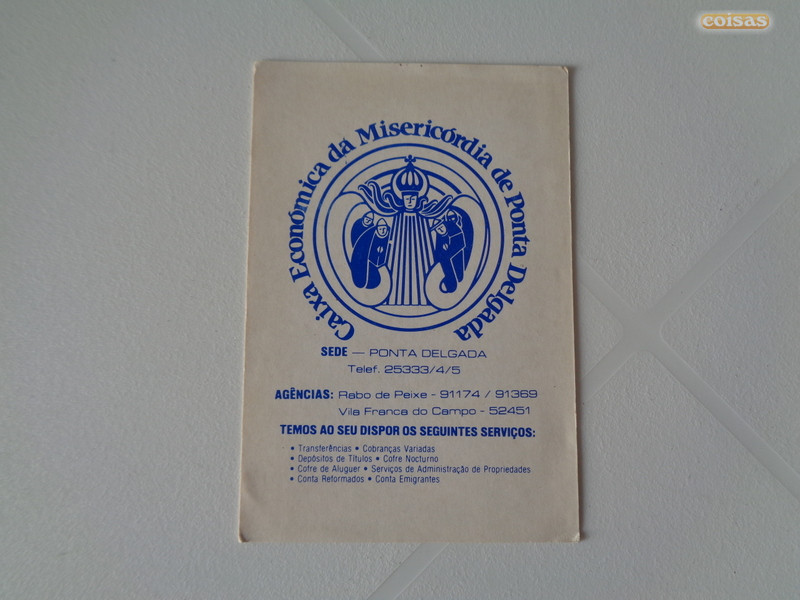 coisas
Caixa Económica da Misericórdia de Ponta Delgada
SEDE — PONTA DELGADA
Telef. 25333/4/5
AGÊNCIAS: Rabo de Peixe - 91174 / 91369
Vila Franca do Campo - 52451
TEMOS AO SEU DISPOR OS SEGUINTES SERVIÇOS:
• Transferências • Cobranças Variadas
• Depósitos de Títulos • Cofre Nocturno
• Cofre de Aluguer • Serviços de Administração de Propriedades
• Conta Reformados • Conta Emigrantes